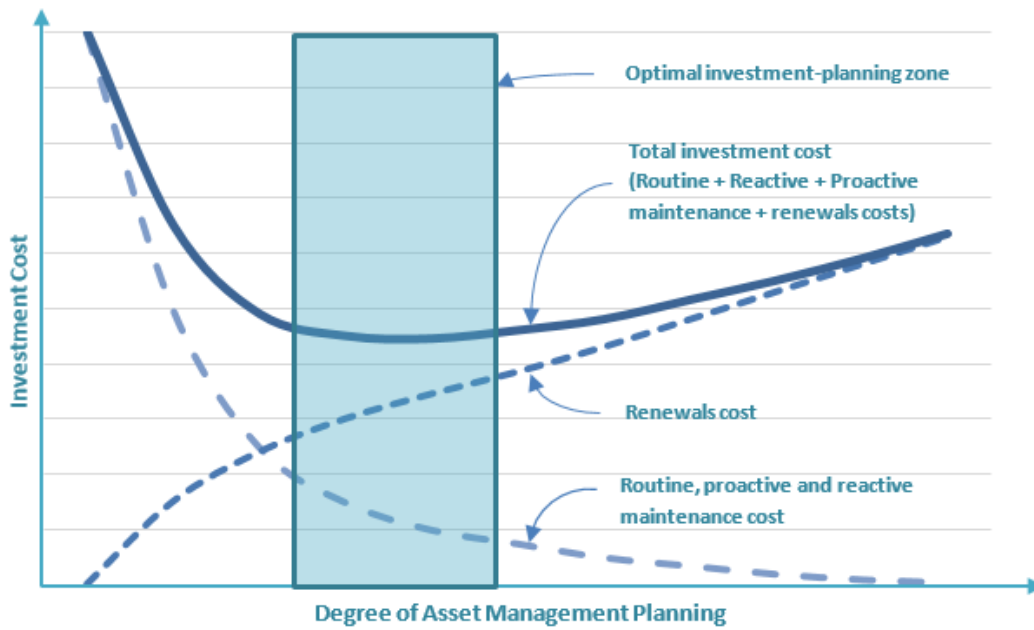 Optimal investment-planning zone
Total investment cost
(Routine + Reactive + Proactive
maintenance + renewals costs)
Investment Cost
Renewals cost
Routine, proactive and reactive
maintenance cost
Degree of Asset Management Planning